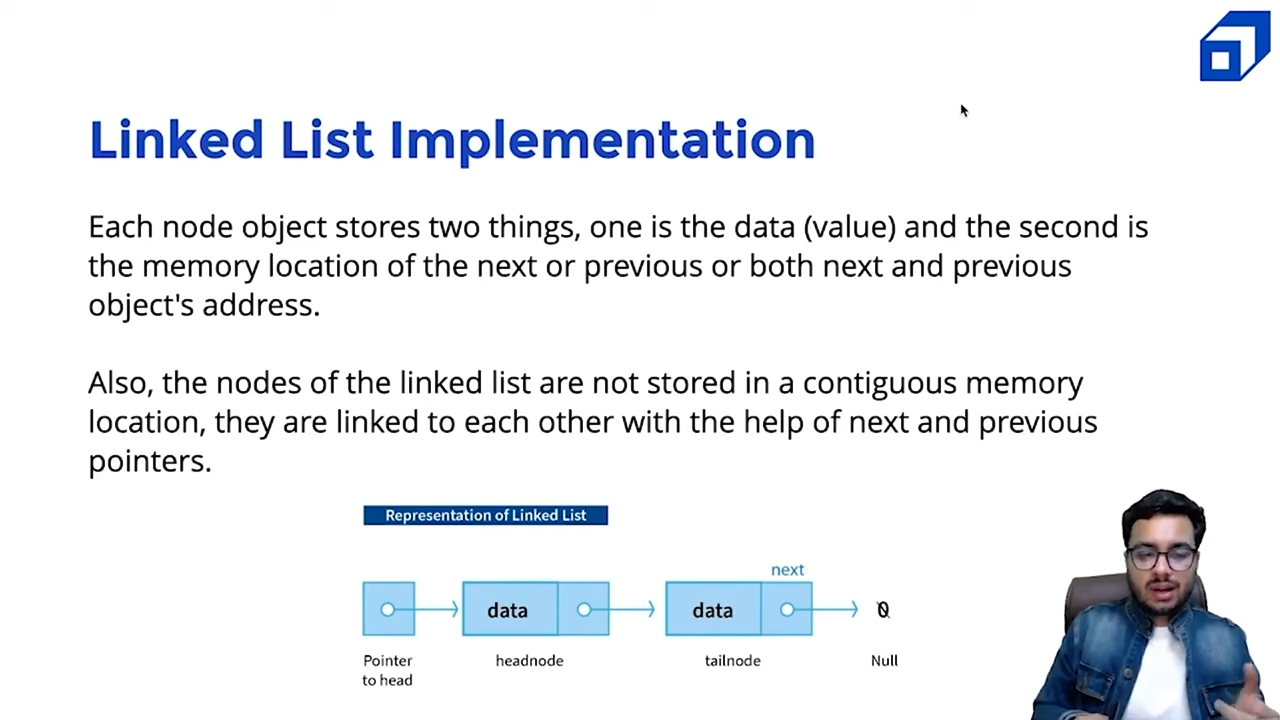 Linked List Implementation
Each node object stores two things, one is the data (value) and the second is
the memory location of the next or previous or both next and previous
object's address.
Also, the nodes of the linked list are not stored in a contiguous memory
location, they are linked to each other with the help of next and previous
pointers.
Representation of Linked List
next
data
data
0
Pointer
to head
headnode
tailnode
Null